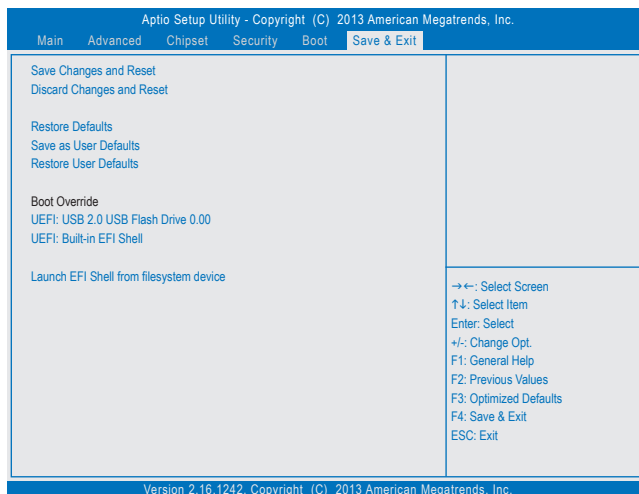 Aptio Setup Utility - Copyright (C) 2013 American Megatrends, Inc.
Main Advanced Chipset Security Boot Save & Exit
Save Changes and Reset
Discard Changes and Reset
Restore Defaults
Save as User Defaults
Restore User Defaults
Boot Override
UEFI: USB 2.0 USB Flash Drive 0.00
UEFI: Built-in EFI Shell
Launch EFI Shell from filesystem device
→←: Select Screen
↑↓: Select Item
Enter: Select
+/-: Change Opt.
F1: General Help
F2: Previous Values
F3: Optimized Defaults
F4: Save & Exit
ESC: Exit
Version 2.16.1242. Copyright (C) 2013 American Megatrends, Inc.